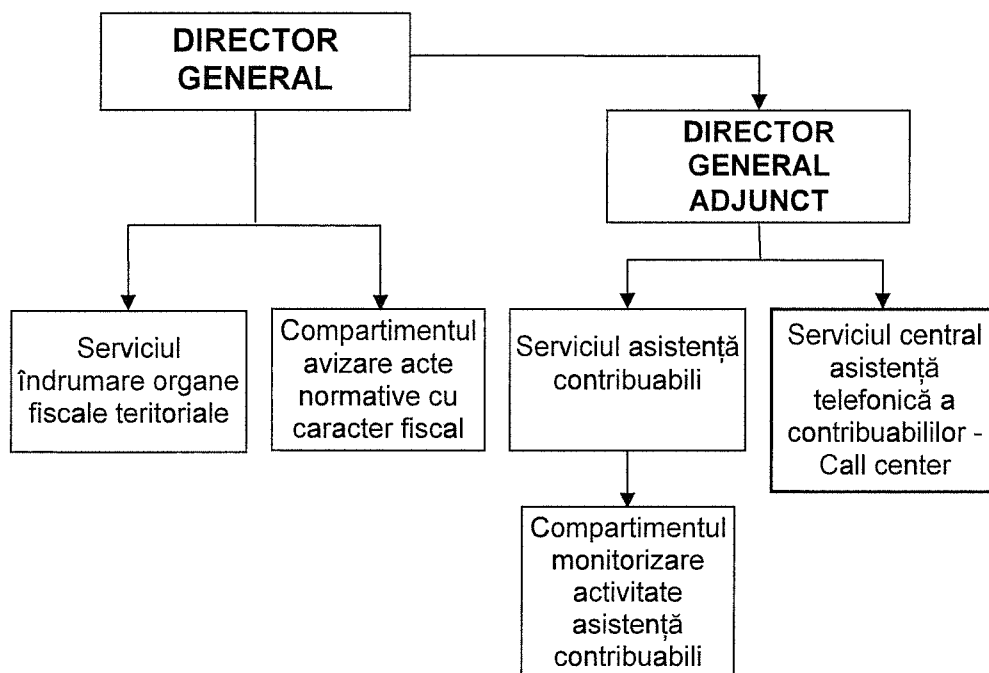 DIRECTOR
GENERAL
DIRECTOR
GENERAL
ADJUNCT
Serviciul
îndrumare organe
fiscale teritoriale
Compartimentul
avizare acte
normative cu
caracter fiscal
Serviciul asistență
contribuabili
Serviciul central
asistență
telefonică a
contribuabililor -
Call center
Compartimentul
monitorizare
activitate
asistență
contribuabili